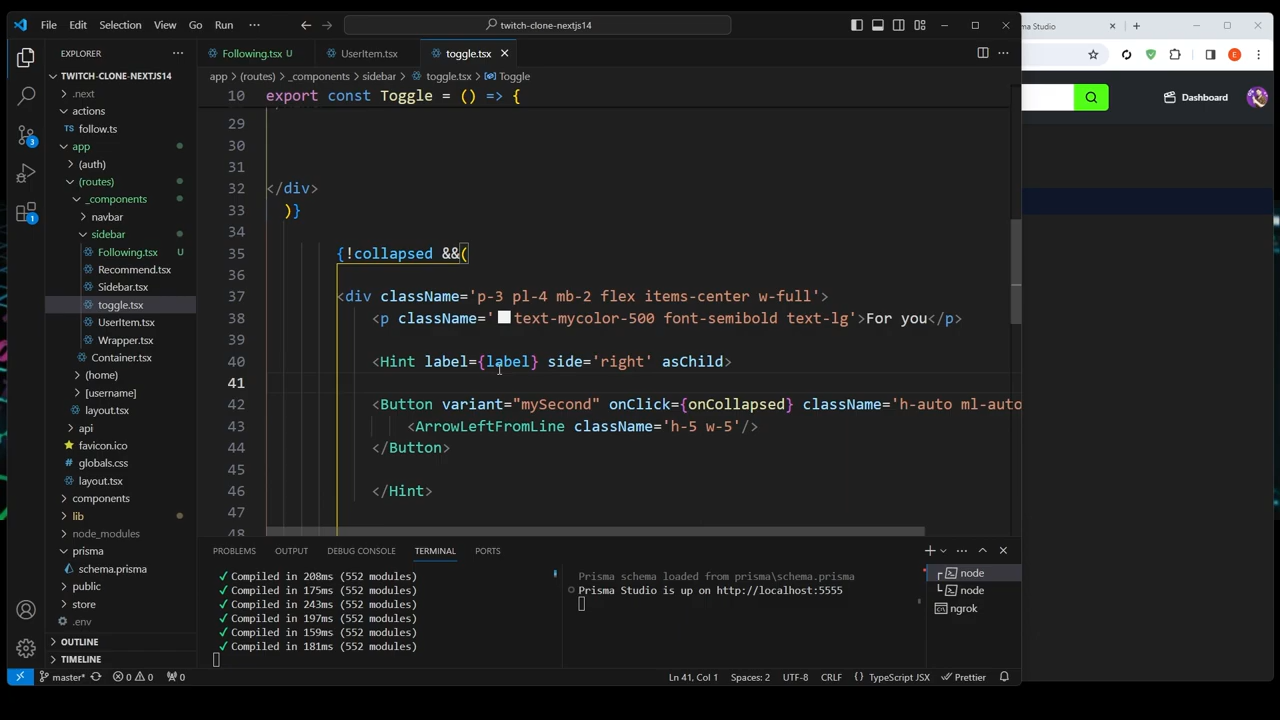 File Edit Selection View Go Run ··· twitch-clone-nextjs14
ma Studio
EXPLORER ···
Following.tsx U
UserItem.tsx
toggle.tsx
app > (routes) > _components > sidebar > toggle.tsx > Toggle
TWITCH-CLONE-NEXTJS14
.next
actions
follow.ts
app
(auth)
(routes)
_components
navbar
sidebar
Following.tsx U
Recommend.tsx
Sidebar.tsx
toggle.tsx
UserItem.tsx
Wrapper.tsx
Container.tsx
(home)
[username]
layout.tsx
api
favicon.ico
globals.css
layout.tsx
components
lib
node_modules
prisma
schema.prisma
public
store
.env
OUTLINE
TIMELINE
10 export const Toggle = () => {
29
30
31
32 </div>
33 )}
34
35 {!collapsed &&(
36
37 <div className='p-3 pl-4 mb-2 flex items-center w-full'>
38 <p className='text-mycolor-500 font-semibold text-lg'>For you</p>
39
40 <Hint label={label} side='right' asChild>
41
42 <Button variant="mySecond" onClick={onCollapsed} className='h-auto ml-auto
43 <ArrowLeftFromLine className='h-5 w-5'/>
44 </Button>
45
46 </Hint>
47
48
PROBLEMS OUTPUT DEBUG CONSOLE TERMINAL PORTS
✓ Compiled in 208ms (552 modules)
✓ Compiled in 175ms (552 modules)
✓ Compiled in 243ms (552 modules)
✓ Compiled in 197ms (552 modules)
✓ Compiled in 159ms (552 modules)
✓ Compiled in 181ms (552 modules)
Prisma schema loaded from prisma\schema.prisma
Prisma Studio is up on http://localhost:5555
node
node
ngrok
master* 0 0 0 Ln 41, Col 1 Spaces: 2 UTF-8 CRLF {} TypeScript JSX Prettier
E
Dashboard
3
1